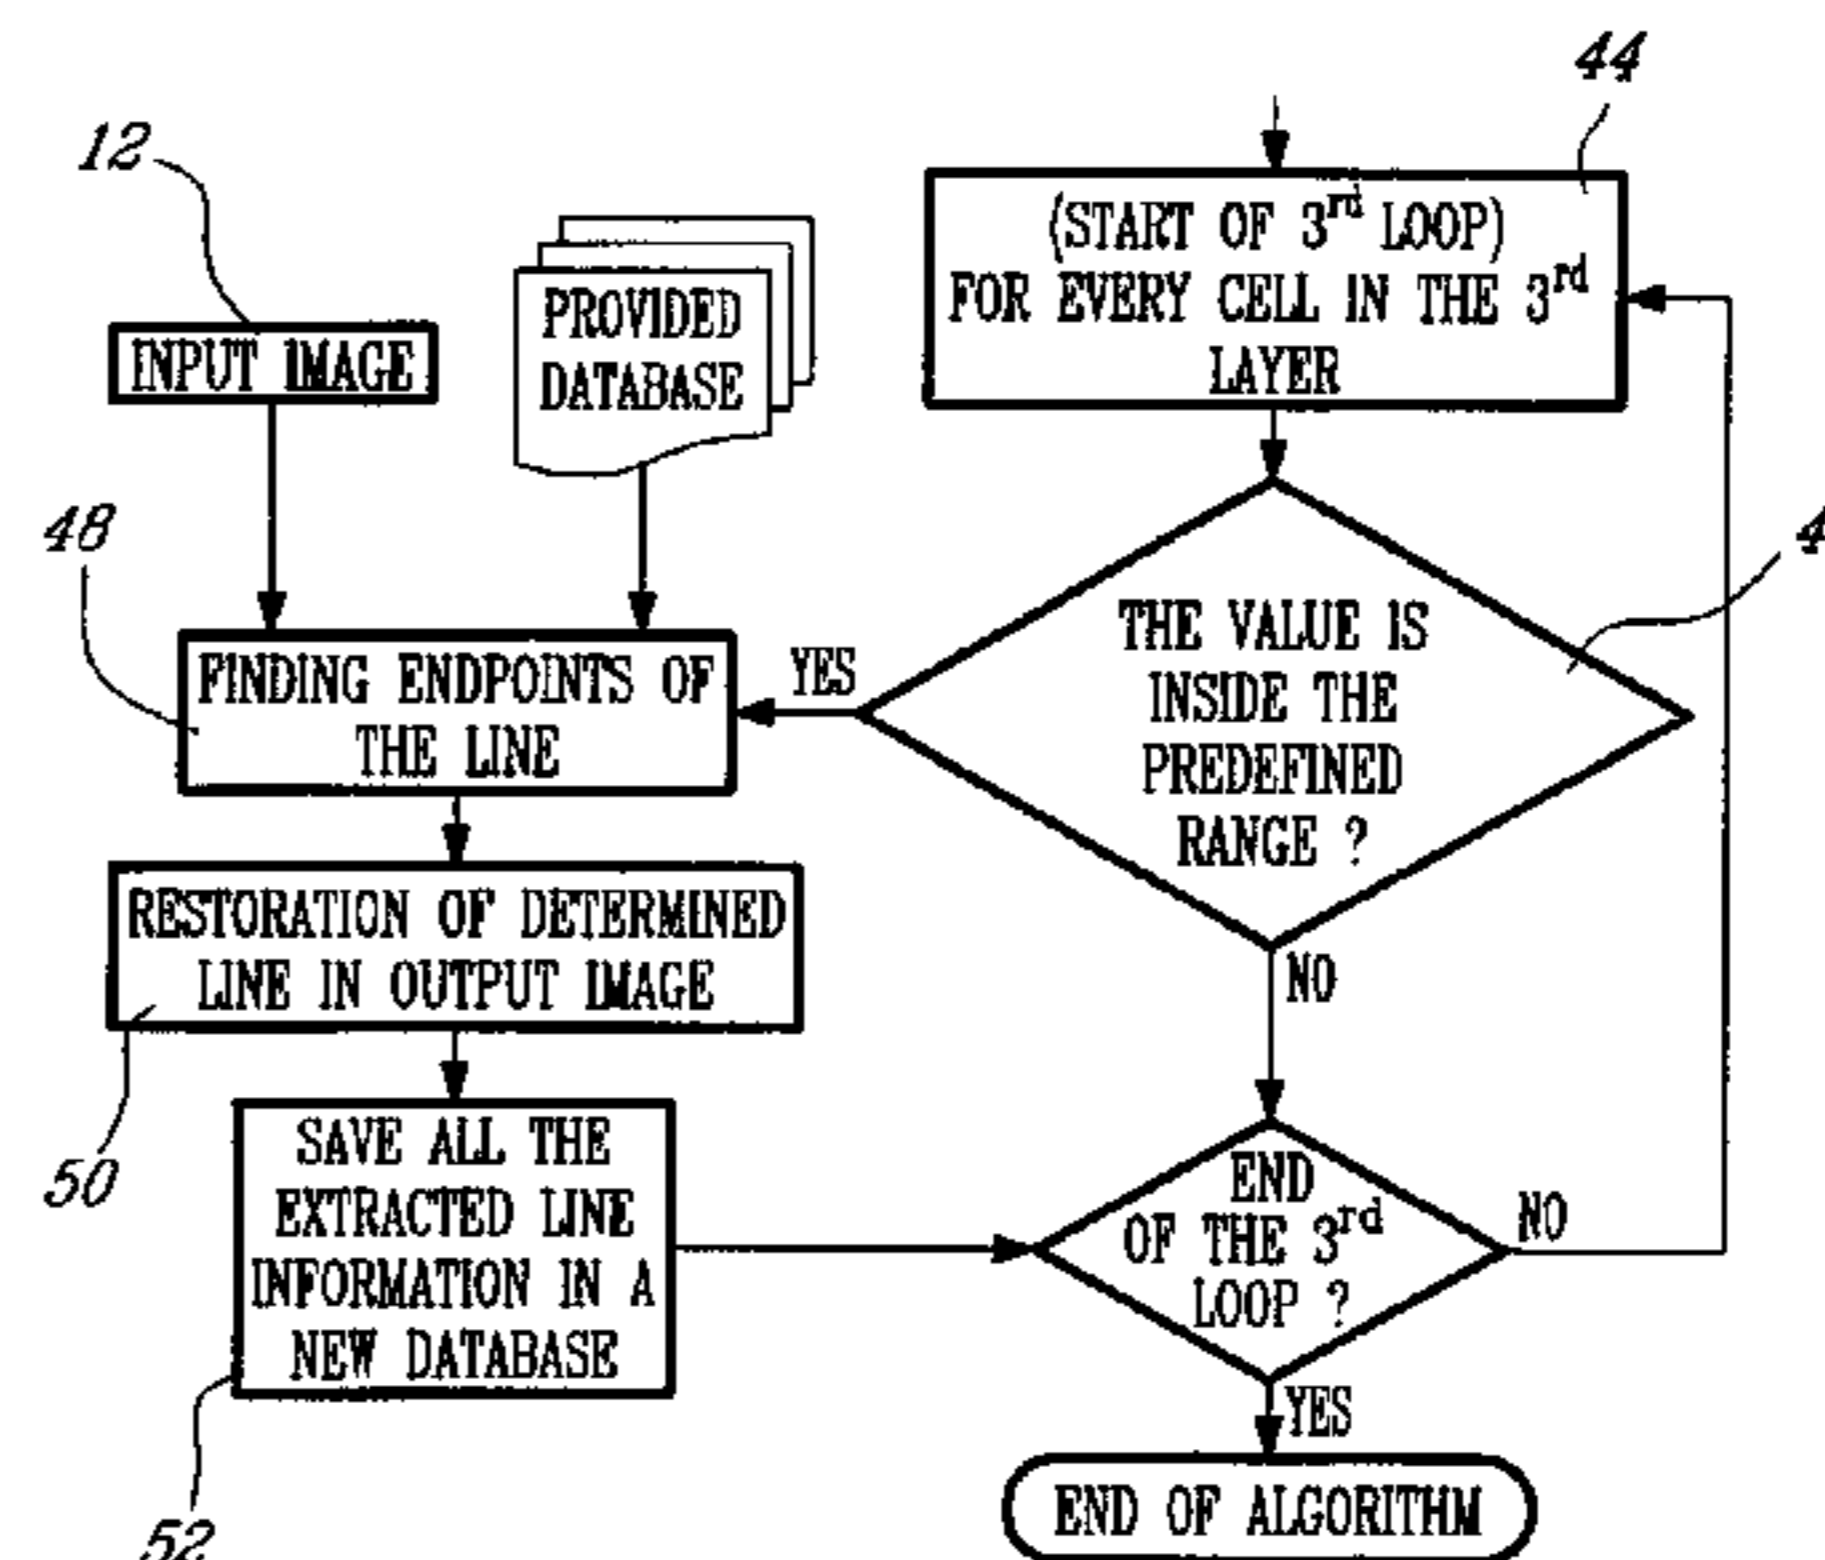 44
12
(START OF 3rd LOOP)
FOR EVERY CELL IN THE 3rd
LAYER
PROVIDED
DATABASE
INPUT IMAGE
48
4
THE VALUE IS
INSIDE THE
PREDEFINED
RANGE ?
YES
FINDING ENDPOINTS OF
THE LINE
RESTORATION OF DETERMINED
LINE IN OUTPUT IMAGE
NO
50
SAVE ALL THE
EXTRACTED LINE
INFORMATION IN A
NEW DATABASE
END
OF THE 3rd
LOOP ?
NO
YES
52
END OF ALGORITHM